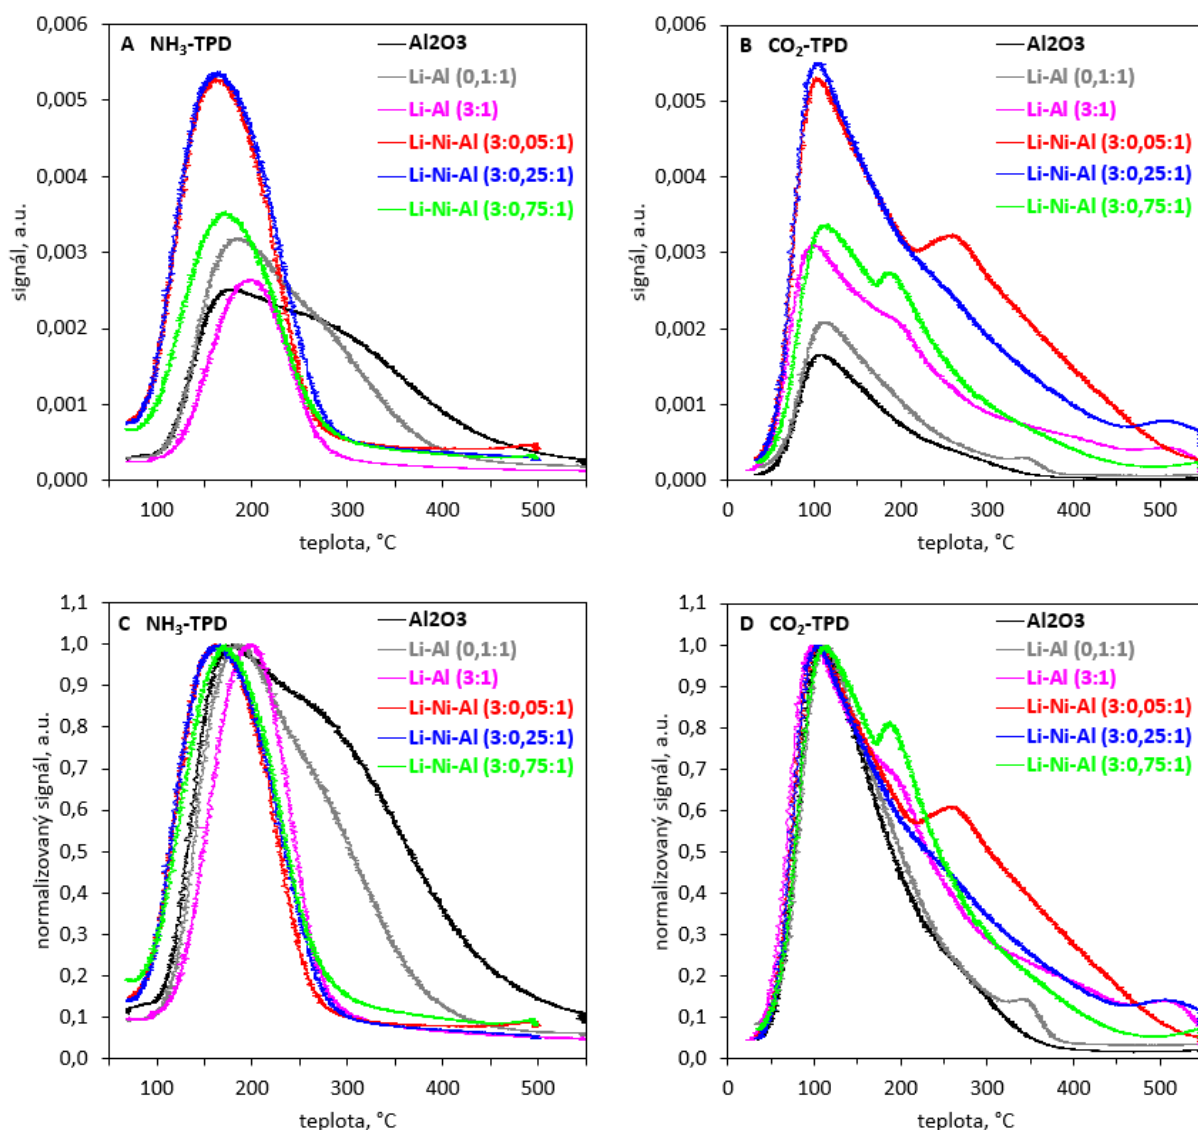 A NH₃-TPD
Al2O3
Li-Al (0,1:1)
Li-Al (3:1)
Li-Ni-Al (3:0,05:1)
Li-Ni-Al (3:0,25:1)
Li-Ni-Al (3:0,75:1)
0,006
0,005
0,004
0,003
0,002
0,001
0,000
signál, a.u.
100 200 300 400 500
teplota, °C
B CO₂-TPD
Al2O3
Li-Al (0,1:1)
Li-Al (3:1)
Li-Ni-Al (3:0,05:1)
Li-Ni-Al (3:0,25:1)
Li-Ni-Al (3:0,75:1)
0,006
0,005
0,004
0,003
0,002
0,001
0,000
signál, a.u.
0 100 200 300 400 500
teplota, °C
C NH₃-TPD
Al2O3
Li-Al (0,1:1)
Li-Al (3:1)
Li-Ni-Al (3:0,05:1)
Li-Ni-Al (3:0,25:1)
Li-Ni-Al (3:0,75:1)
1,1
1,0
0,9
0,8
0,7
0,6
0,5
0,4
0,3
0,2
0,1
0,0
normalizovaný signál, a.u.
100 200 300 400 500
teplota, °C
D CO₂-TPD
Al2O3
Li-Al (0,1:1)
Li-Al (3:1)
Li-Ni-Al (3:0,05:1)
Li-Ni-Al (3:0,25:1)
Li-Ni-Al (3:0,75:1)
1,1
1,0
0,9
0,8
0,7
0,6
0,5
0,4
0,3
0,2
0,1
0,0
normalizovaný signál, a.u.
0 100 200 300 400 500
teplota, °C